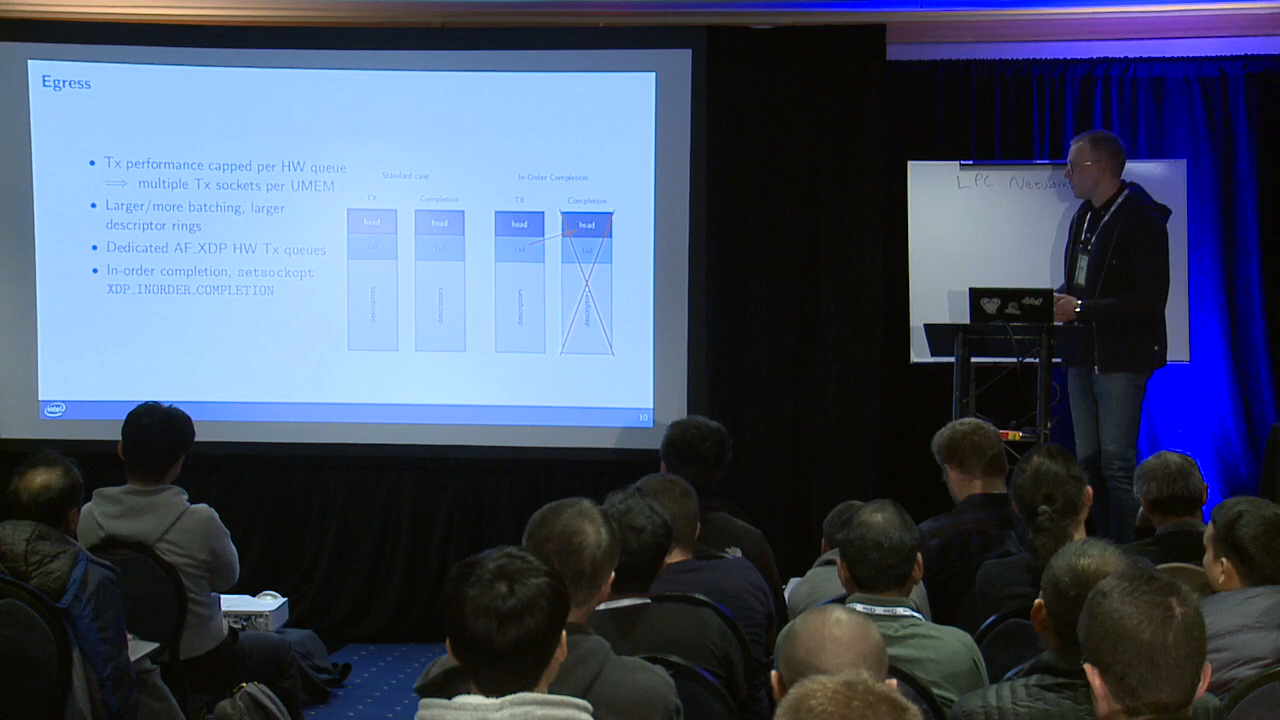 Egress
• Tx performance capped per HW queue
⟹ multiple Tx sockets per UMEM
• Larger/more batching, larger
descriptor rings
• Dedicated AF_XDP HW Tx queues
• In-order completion, setsockopt
XDP_INORDER_COMPLETION
Standard case
TX
Completion
head
head
tail
tail
descriptors
descriptors
In-Order Completion
TX
Completion
head
head
tail
tail
descriptors
descriptors
intel
10
LPC Network